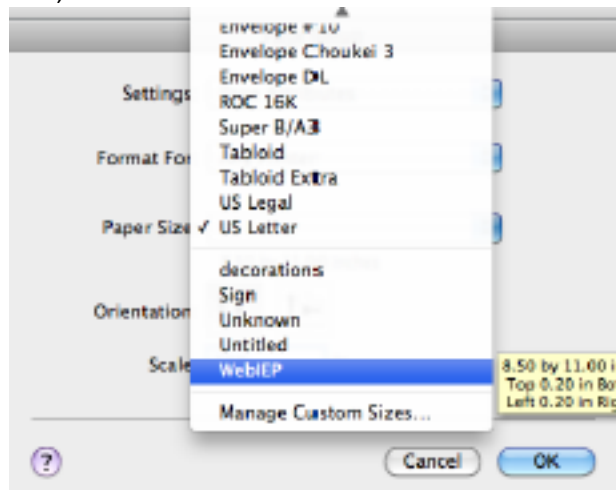 Envelope #10
Envelope Choukei 3
Envelope DL
Settings
ROC 16K
Super B/A3
Format For
Tabloid
Tabloid Extra
US Legal
Paper Size ✓ US Letter
decorations
Sign
Orientation
Unknown
Untitled
Scale
WebIEP
8.50 by 11.00 i
Top 0.20 in Bot
Left 0.20 in Rig
Manage Custom Sizes...
? Cancel OK